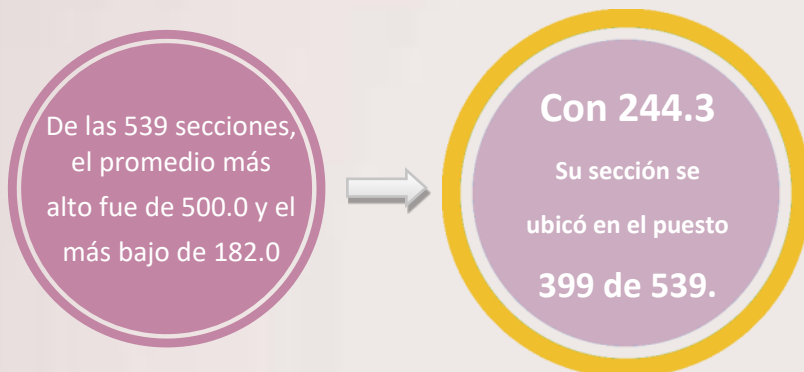 De las 539 secciones,
el promedio más
alto fue de 500.0 y el
más bajo de 182.0
Con 244.3
Su sección se
ubicó en el puesto
399 de 539.